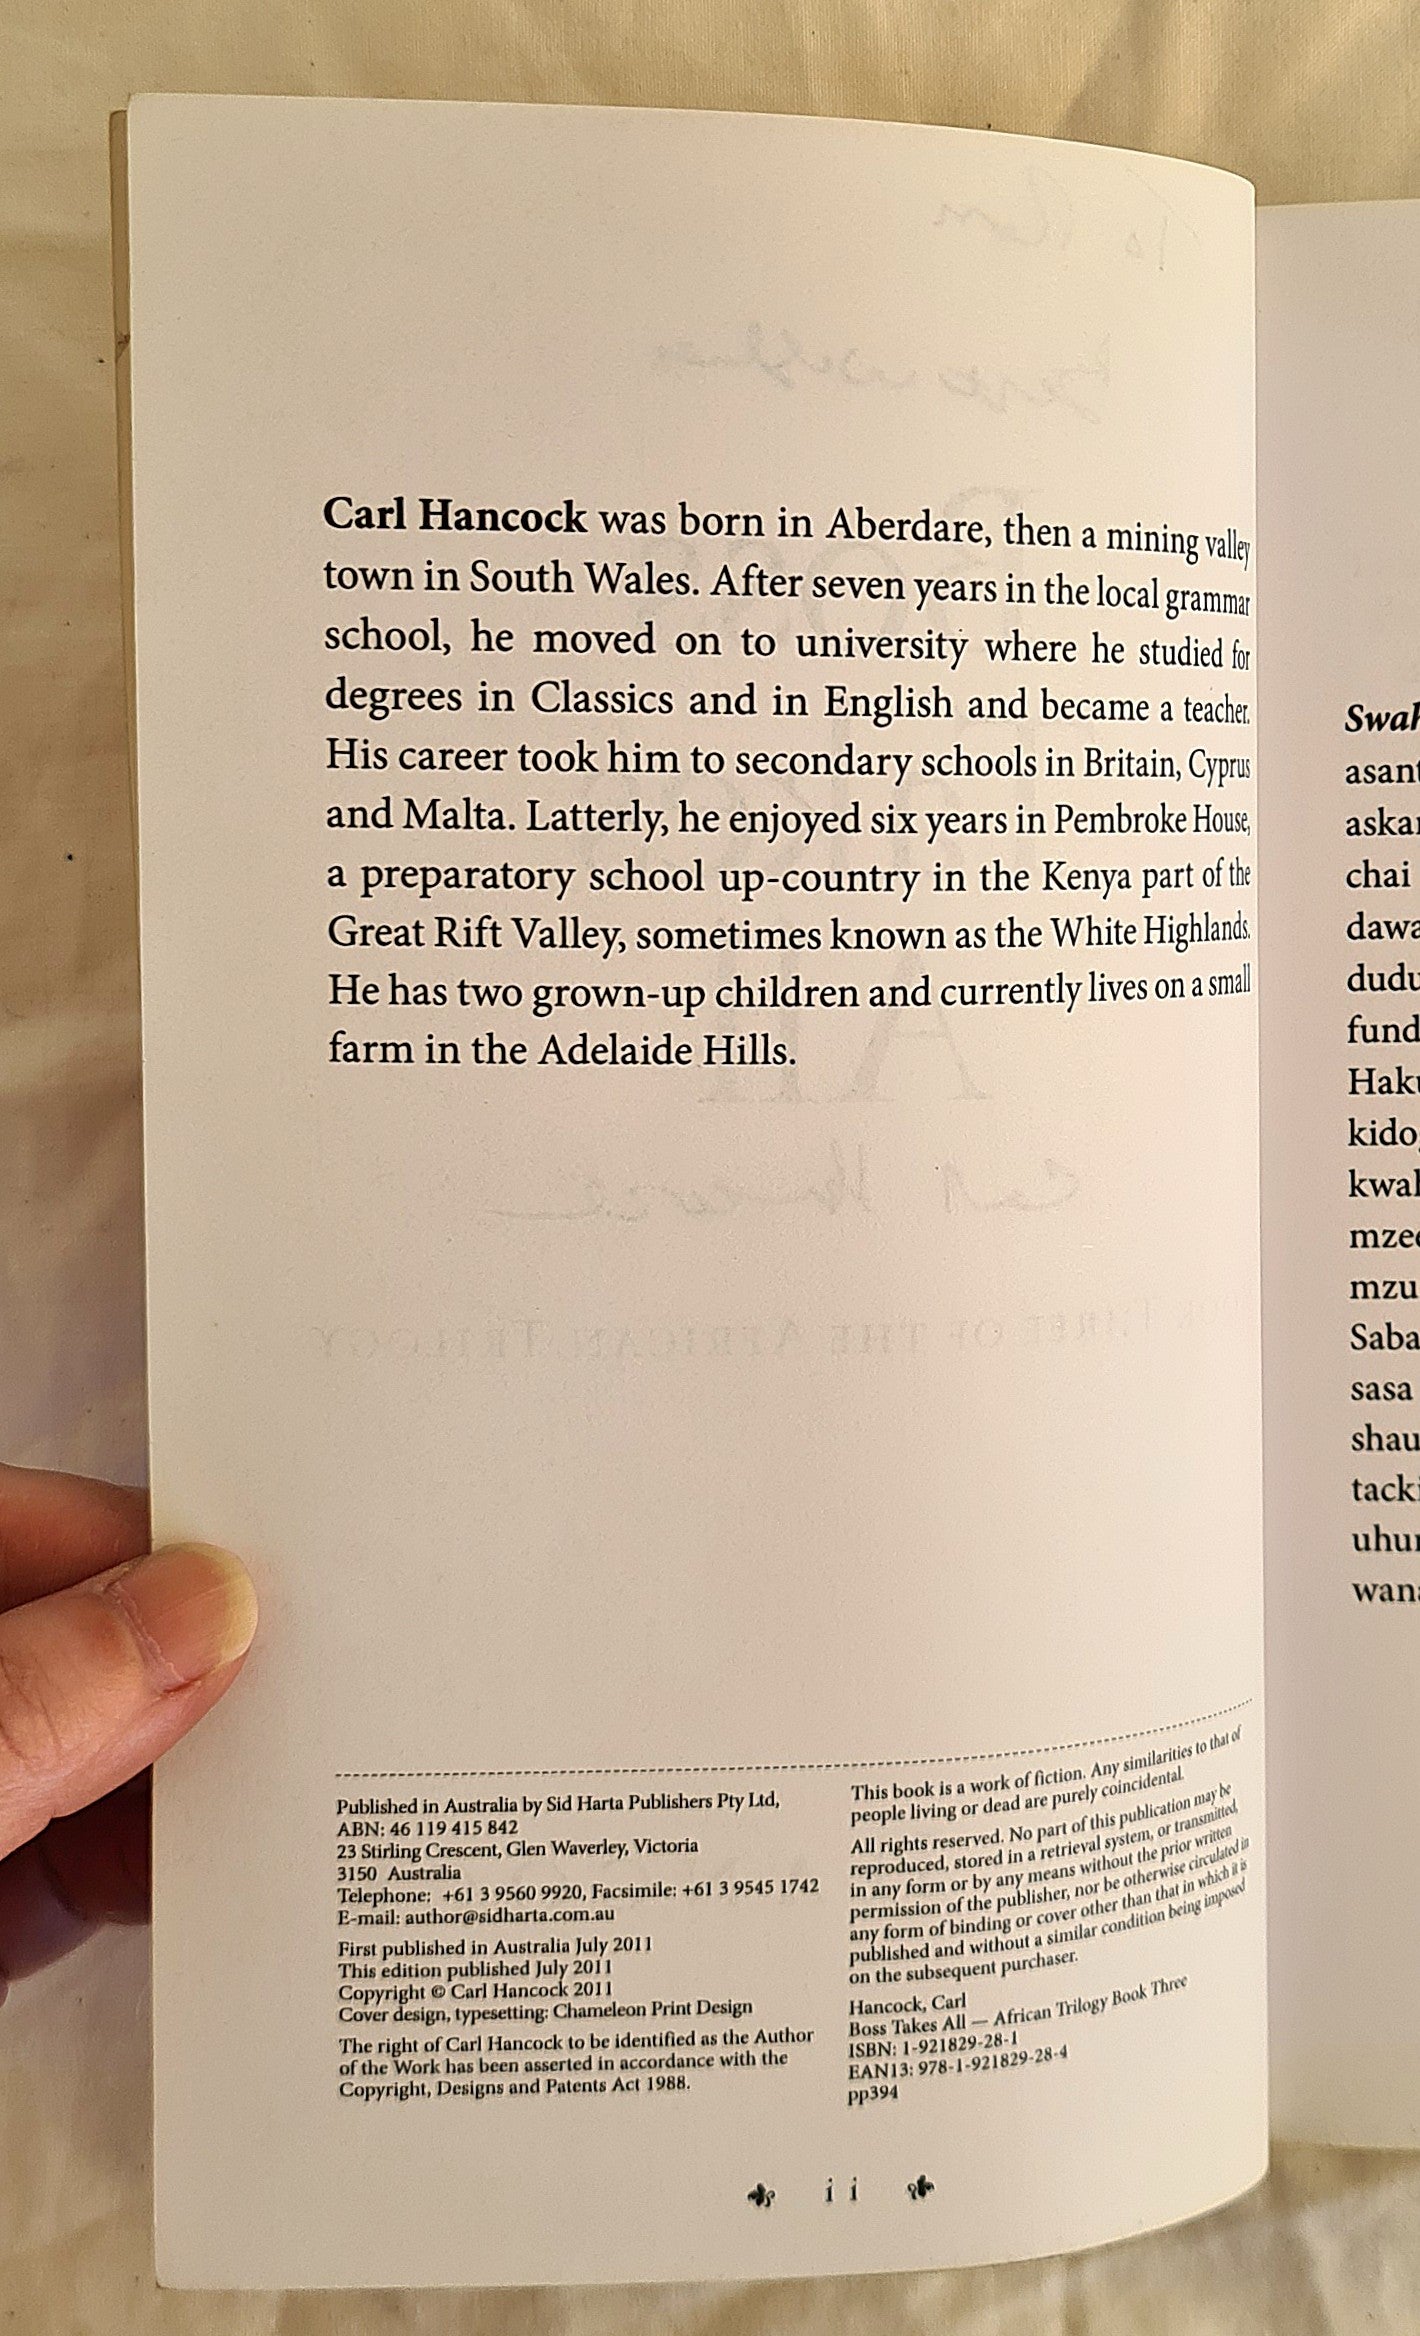 Carl Hancock was born in Aberdare, then a mining valley
town in South Wales. After seven years in the local grammar
school, he moved on to university where he studied for
degrees in Classics and in English and became a teacher.
His career took him to secondary schools in Britain, Cyprus
and Malta. Latterly, he enjoyed six years in Pembroke House,
a preparatory school up-country in the Kenya part of the
Great Rift Valley, sometimes known as the White Highlands.
He has two grown-up children and currently lives on a small
farm in the Adelaide Hills.
Published in Australia by Sid Harta Publishers Pty Ltd,
ABN: 46 119 415 842
23 Stirling Crescent, Glen Waverley, Victoria
3150 Australia
Telephone: +61 3 9560 9920, Facsimile: +61 3 9545 1742
E-mail: author@sidharta.com.au
First published in Australia July 2011
This edition published July 2011
Copyright © Carl Hancock 2011
Cover design, typesetting: Chameleon Print Design
The right of Carl Hancock to be identified as the Author
of the Work has been asserted in accordance with the
Copyright, Designs and Patents Act 1988.
This book is a work of fiction. Any similarities to that of
people living or dead are purely coincidental.
All rights reserved. No part of this publication may be
reproduced, stored in a retrieval system, or transmitted,
in any form or by any means without the prior written
permission of the publisher, nor be otherwise circulated in
any form of binding or cover other than that in which it is
published and without a similar condition being imposed
on the subsequent purchaser.
Hancock, Carl
Boss Takes All — African Trilogy Book Three
ISBN: 1-921829-28-1
EAN13: 978-1-921829-28-4
pp394
ii
Swah
asant
askar
chai
dawa
dudu
fund
Haku
kido
kwal
mzee
mzu
Saba
sasa
shau
tacki
uhur
wana